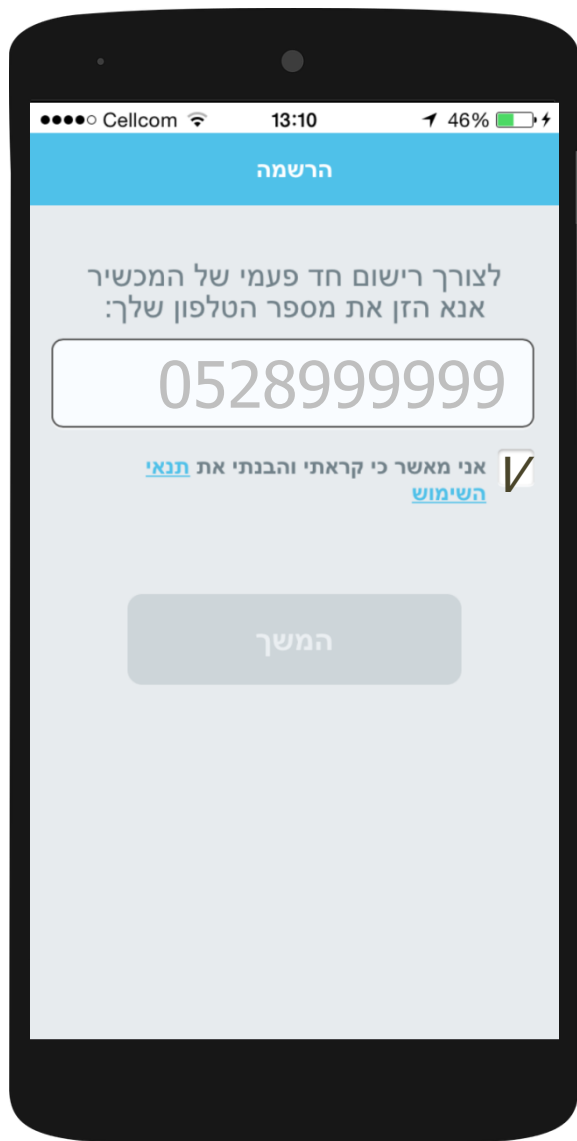 ●●●●○ Cellcom 13:10 46%
הרשמה
לצורך רישום חד פעמי של המכשיר
אנא הזן את מספר הטלפון שלך:
0528999999
V אני מאשר כי קראתי והבנתי את תנאי
השימוש
המשך